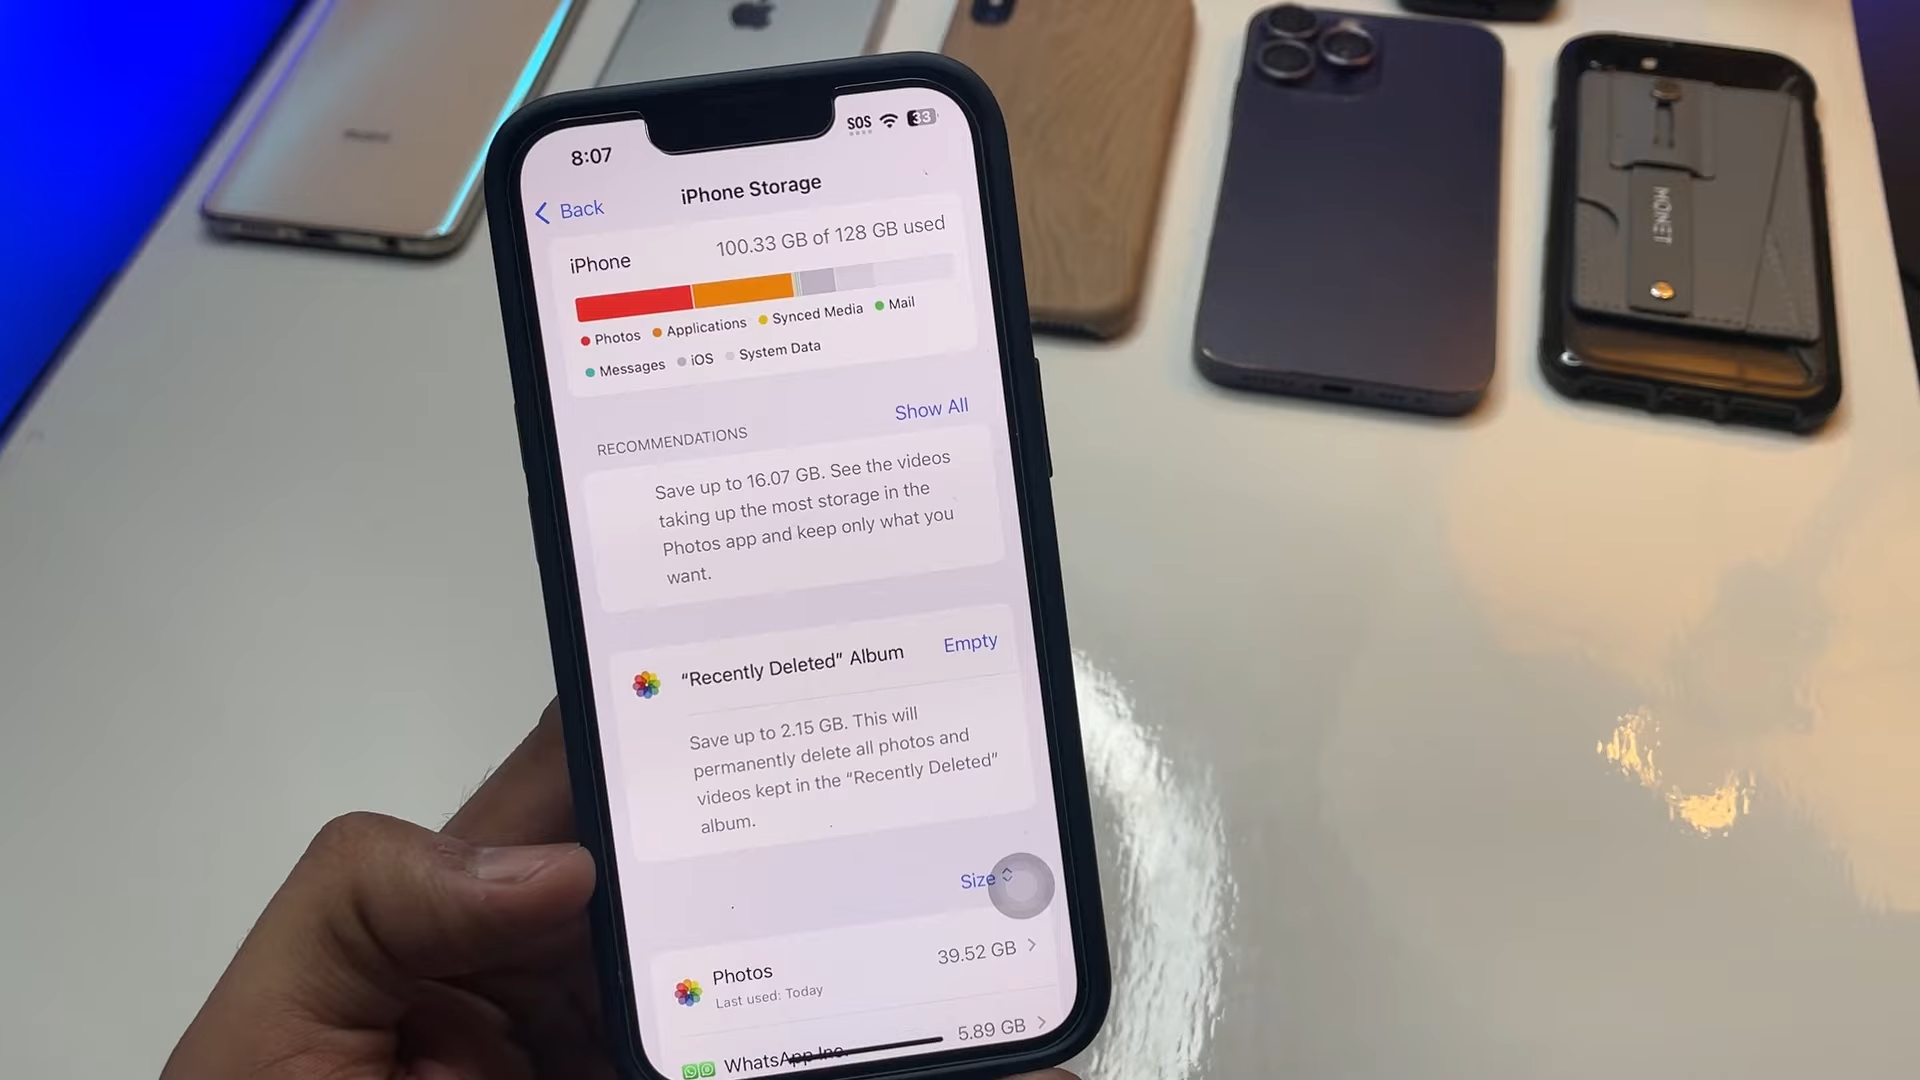 8:07
SOS
33
Back
iPhone Storage
iPhone
100.33 GB of 128 GB used
Photos Applications Synced Media Mail
Messages iOS System Data
RECOMMENDATIONS
Show All
Save up to 16.07 GB. See the videos
taking up the most storage in the
Photos app and keep only what you
want.
“Recently Deleted” Album
Empty
Save up to 2.15 GB. This will
permanently delete all photos and
videos kept in the “Recently Deleted”
album.
Size
Photos
39.52 GB
Last used: Today
WhatsApp Inc.
5.89 GB
MONET